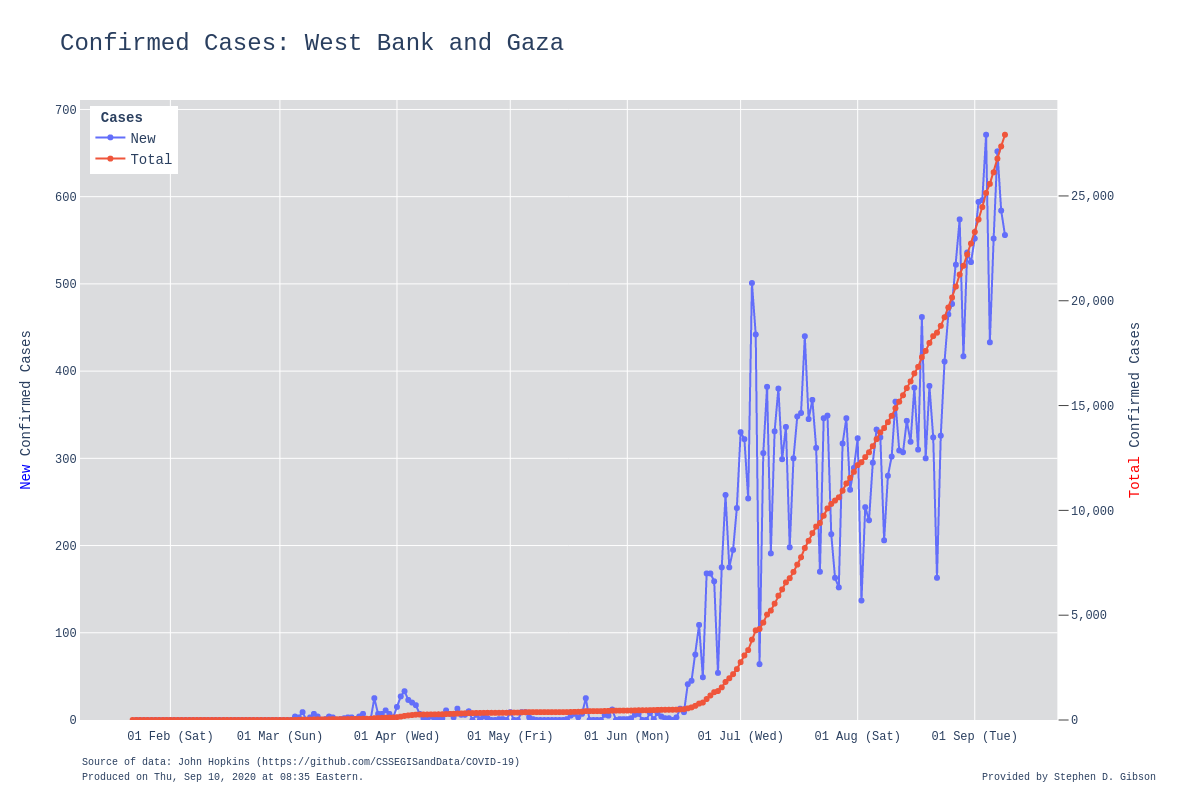 Confirmed Cases: West Bank and Gaza
Cases
New
Total
700
600
500
400
300
200
100
0
New Confirmed Cases
25,000
20,000
15,000
10,000
5,000
0
Total Confirmed Cases
01 Feb (Sat) 01 Mar (Sun) 01 Apr (Wed) 01 May (Fri) 01 Jun (Mon) 01 Jul (Wed) 01 Aug (Sat) 01 Sep (Tue)
Source of data: John Hopkins (https://github.com/CSSEGISandData/COVID-19)
Produced on Thu, Sep 10, 2020 at 08:35 Eastern.
Provided by Stephen D. Gibson